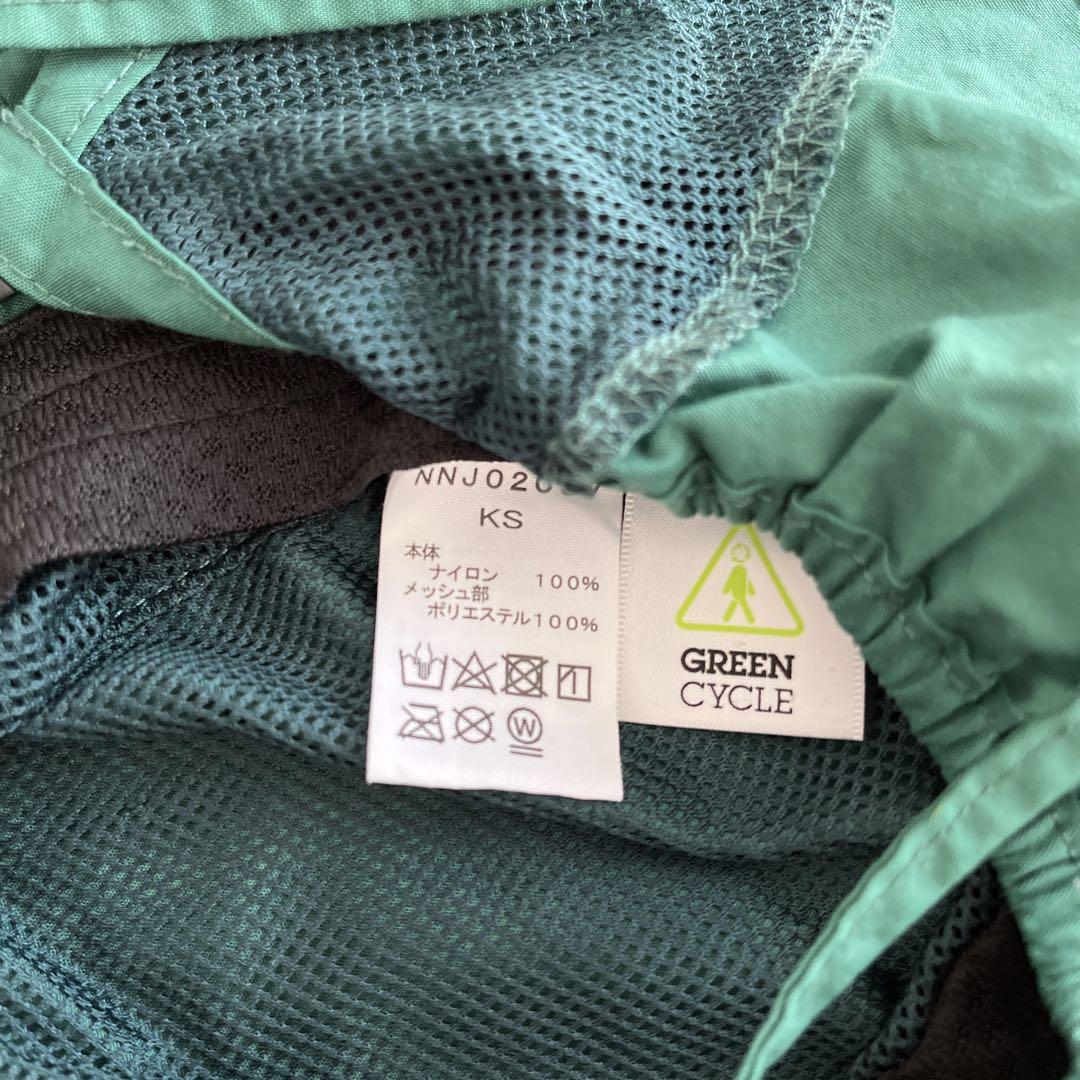 KS
本体
ナイロン 100%
メッシュ部
ポリエステル100%
W
GREEN
CYCLE